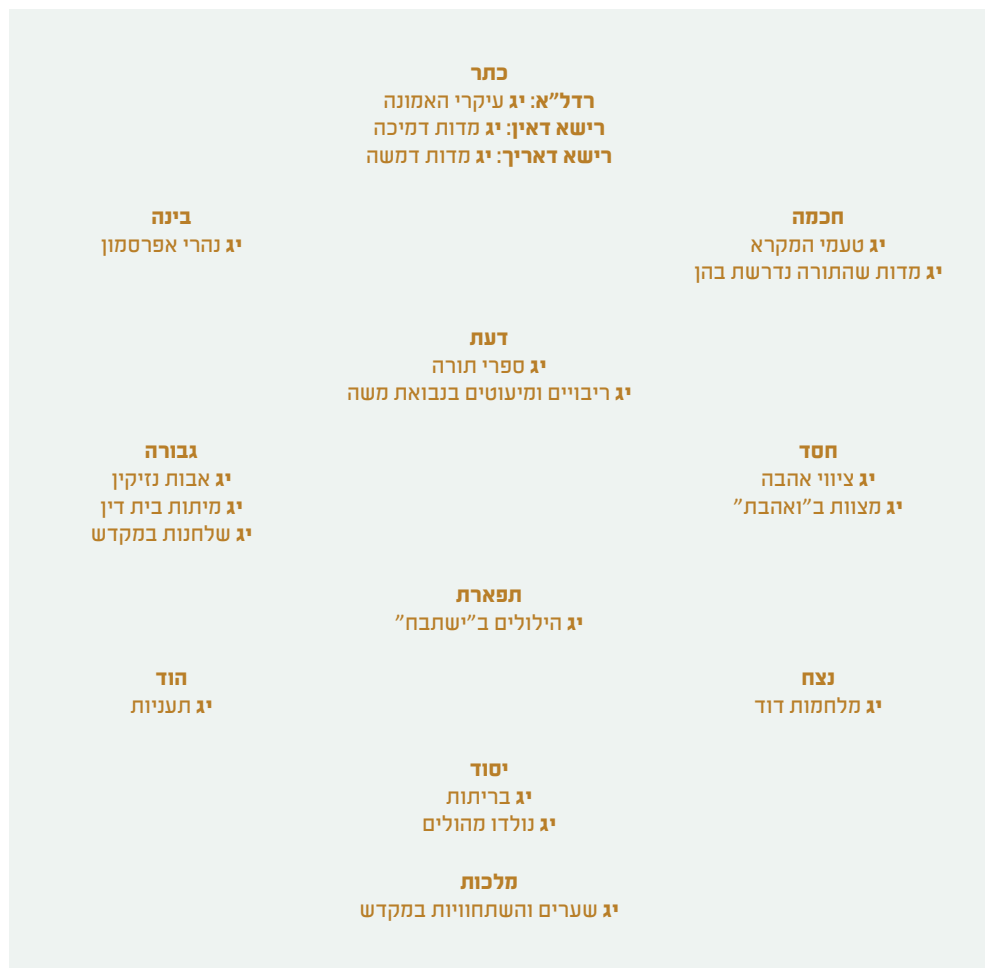 כתר
רדל"א: יג עיקרי האמונה
רישא דאין: יג מדות דמיכה
רישא דאריך: יג מדות דמשה
חכמה
יג טעמי המקרא
יג מדות שהתורה נדרשת בהן
בינה
יג נהרי אפרסמון
דעת
יג ספרי תורה
יג ריבויים ומיעוטים בנבואת משה
חסד
יג ציווי אהבה
יג מצוות ב"ואהבת"
גבורה
יג אבות נזיקין
יג מיתות בית דין
יג שלחנות במקדש
תפארת
יג הילולים ב"ישתבח"
נצח
יג מלחמות דוד
הוד
יג תעניות
יסוד
יג בריתות
יג נולדו מהולים
מלכות
יג שערים והשתחוויות במקדש